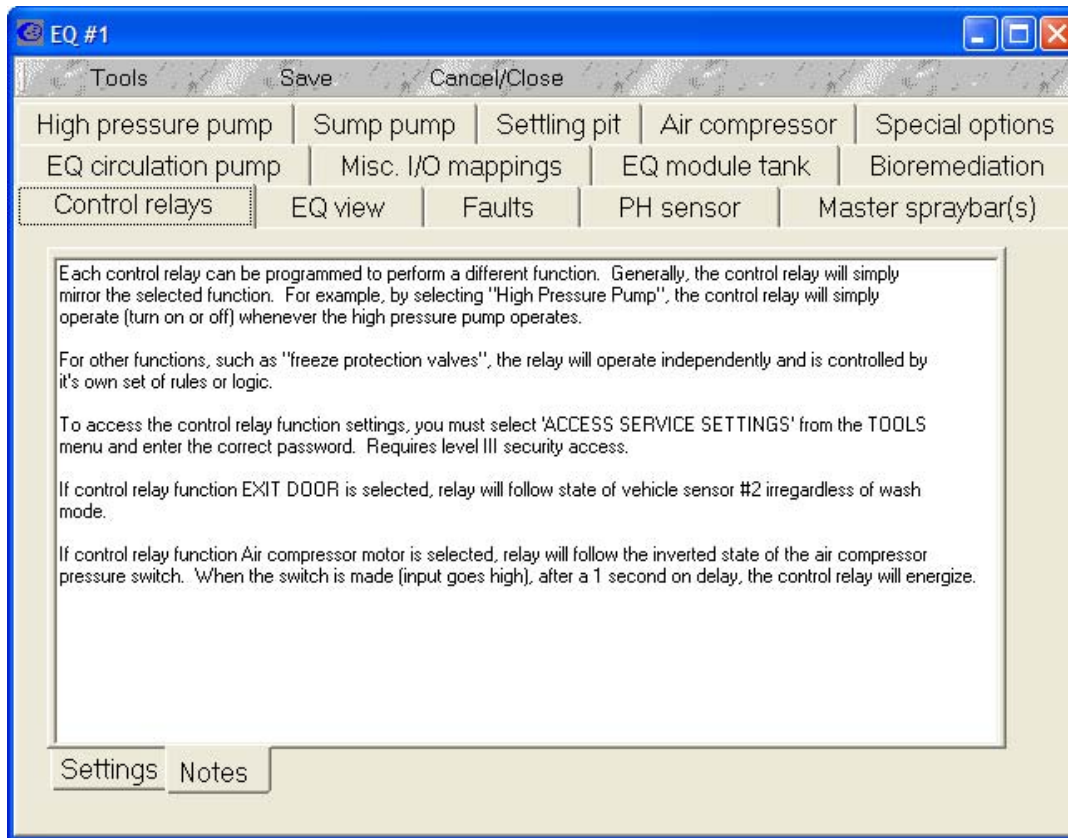 EQ #1
Tools Save Cancel/Close
High pressure pump Sump pump Settling pit Air compressor Special options
EQ circulation pump Misc. I/O mappings EQ module tank Bioremediation
Control relays EQ view Faults PH sensor Master spraybar(s)
Each control relay can be programmed to perform a different function. Generally, the control relay will simply
mirror the selected function. For example, by selecting "High Pressure Pump", the control relay will simply
operate (turn on or off) whenever the high pressure pump operates.
For other functions, such as "freeze protection valves", the relay will operate independently and is controlled by
it's own set of rules or logic.
To access the control relay function settings, you must select 'ACCESS SERVICE SETTINGS' from the TOOLS
menu and enter the correct password. Requires level III security access.
If control relay function EXIT DOOR is selected, relay will follow state of vehicle sensor #2 irregardless of wash
mode.
If control relay function Air compressor motor is selected, relay will follow the inverted state of the air compressor
pressure switch. When the switch is made (input goes high), after a 1 second on delay, the control relay will energize.
Settings Notes